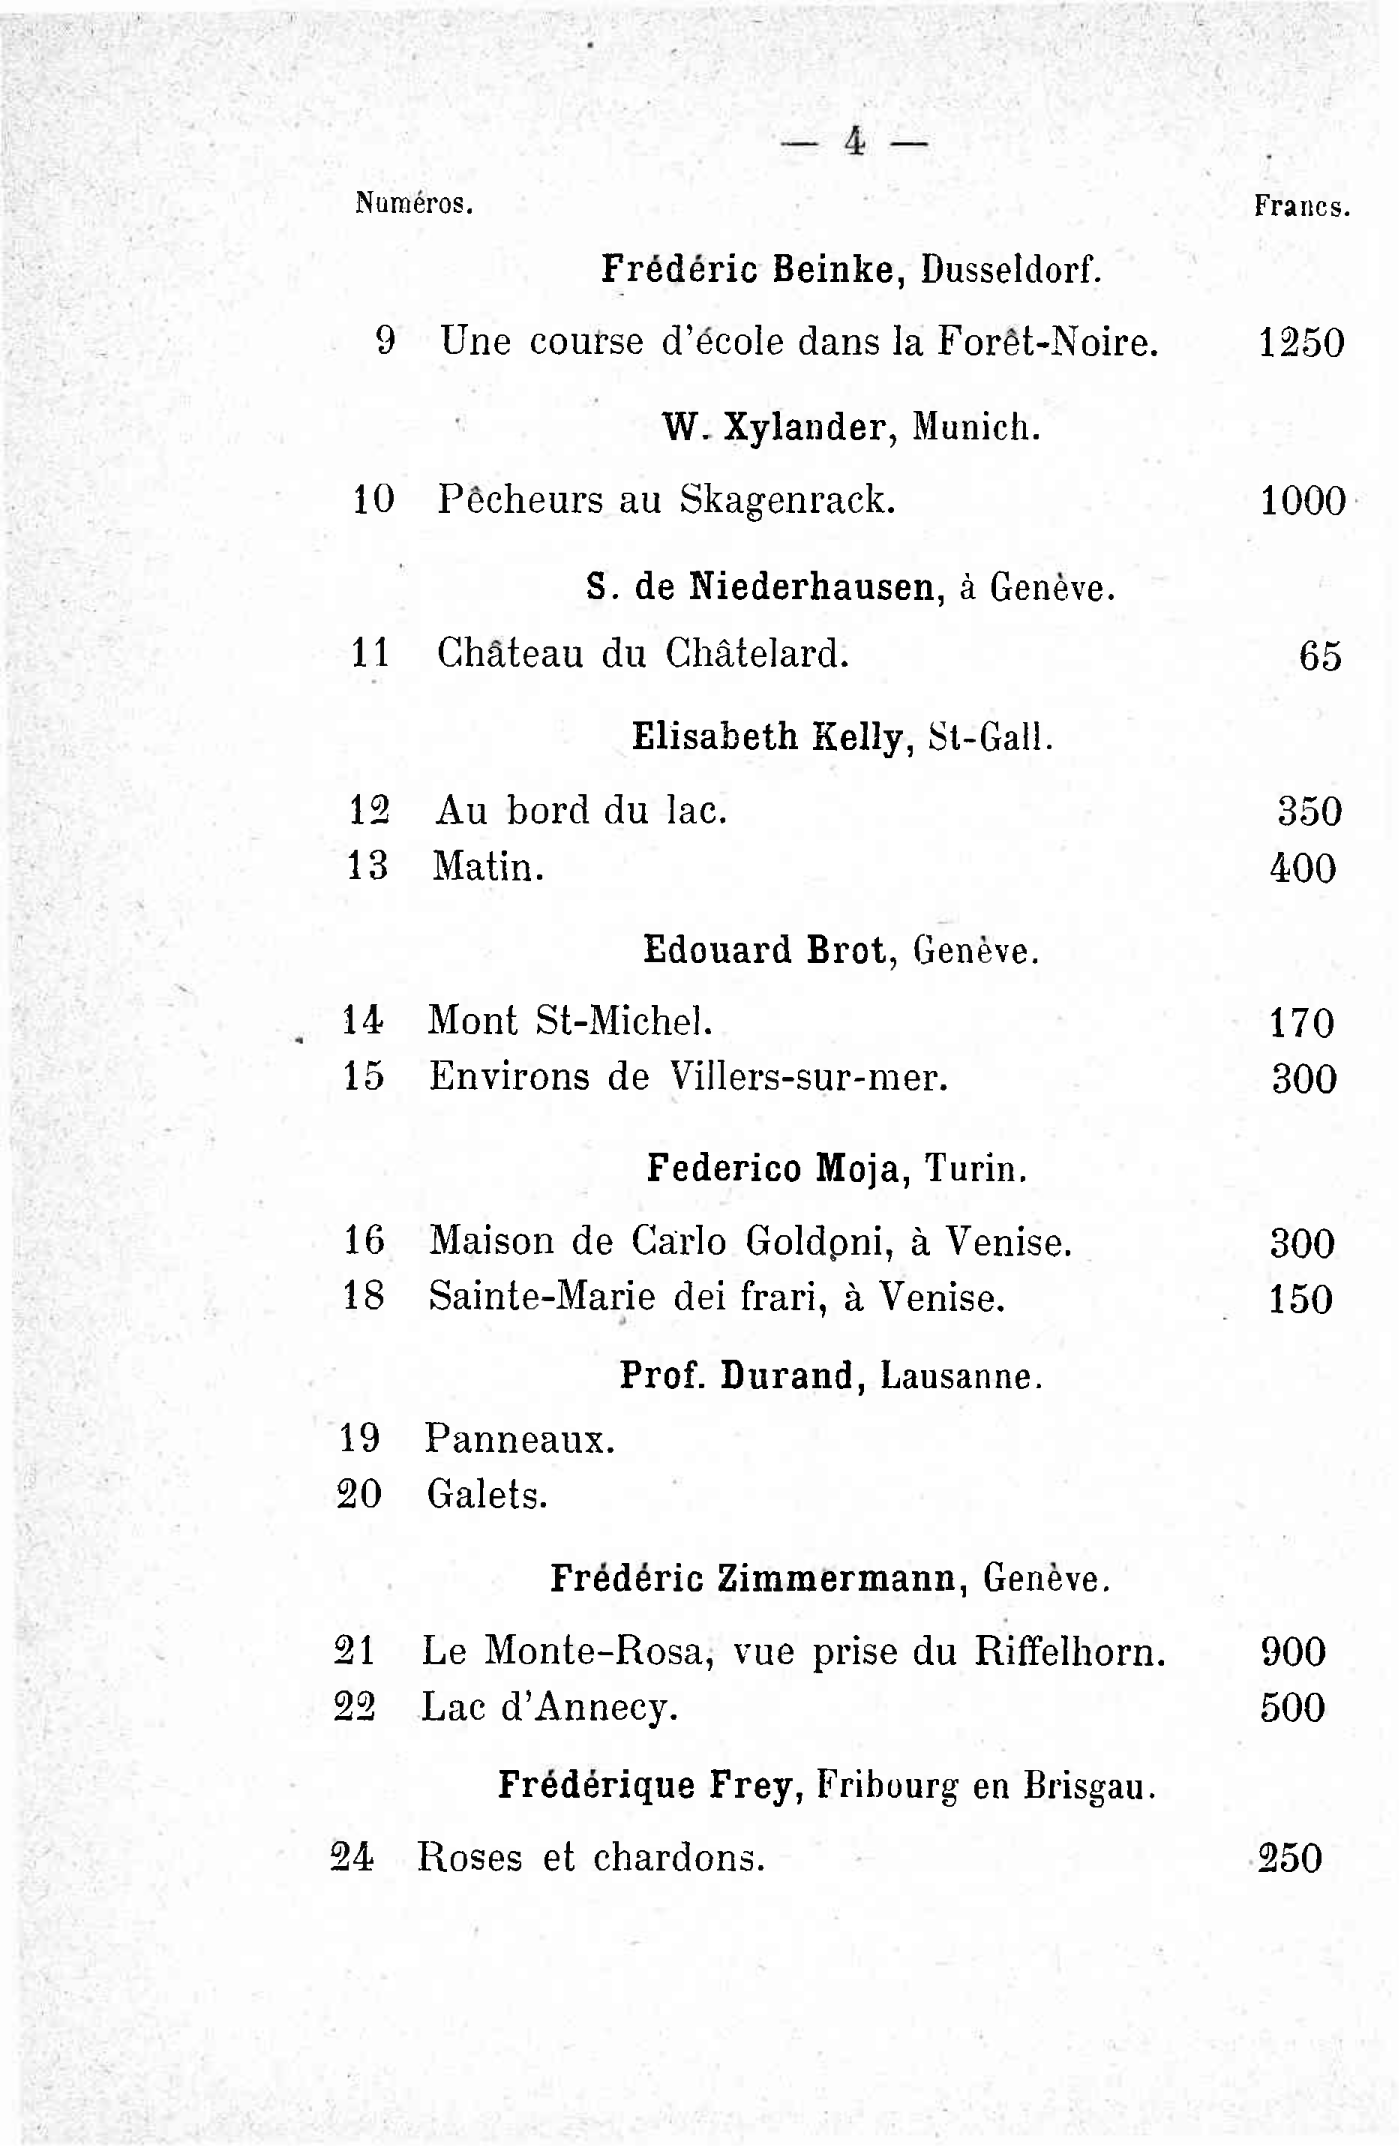 — 4 —
Numéros. Francs.
Frédéric Beinke, Dusseldorf.
9 Une course d'école dans la Forêt-Noire. 1250
W. Xylander, Munich.
10 Pêcheurs au Skagenrack. 1000
S. de Niederhausen, à Genève.
11 Château du Châtelard. 65
Elisabeth Kelly, St-Gall.
12 Au bord du lac. 350
13 Matin. 400
Edouard Brot, Genève.
14 Mont St-Michel. 170
15 Environs de Villers-sur-mer. 300
Federico Moja, Turin.
16 Maison de Carlo Goldoni, à Venise. 300
18 Sainte-Marie dei frari, à Venise. 150
Prof. Durand, Lausanne.
19 Panneaux.
20 Galets.
Frédéric Zimmermann, Genève.
21 Le Monte-Rosa, vue prise du Riffelhorn. 900
22 Lac d'Annecy. 500
Frédérique Frey, Fribourg en Brisgau.
24 Roses et chardons. 250